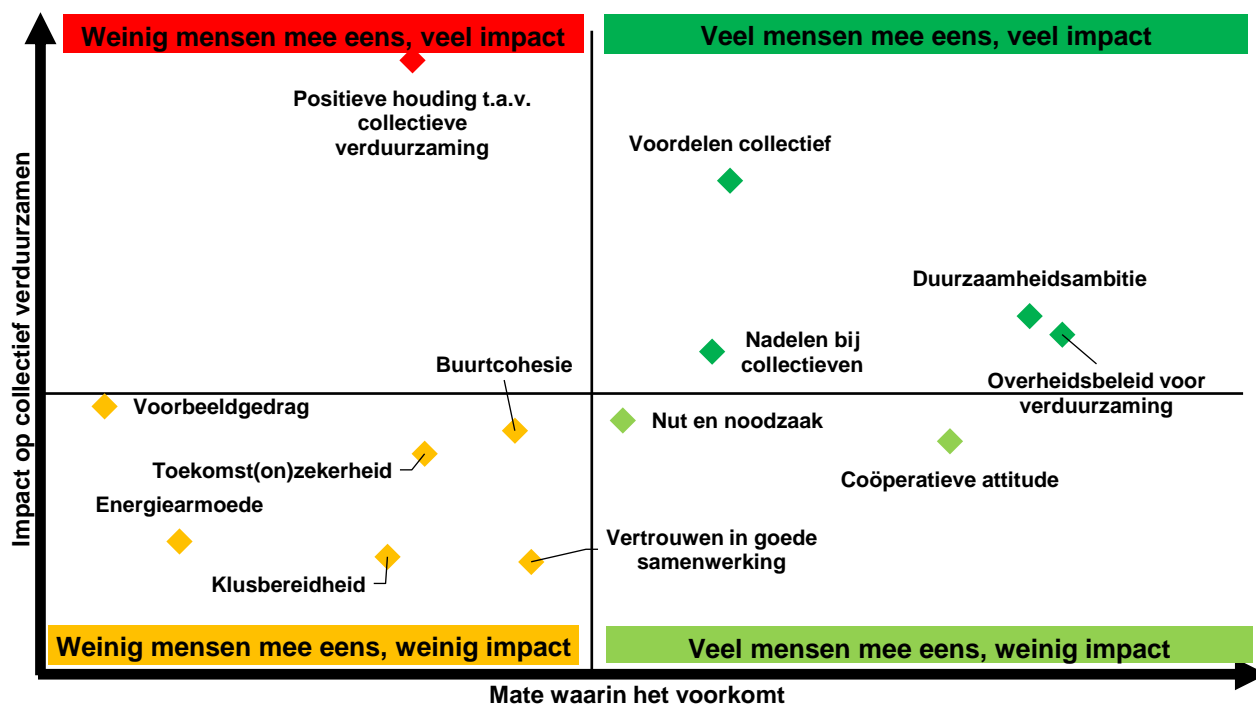 Weinig mensen mee eens, veel impact
Veel mensen mee eens, veel impact
Positieve houding t.a.v.
collectieve
verduurzaming
Voordelen collectief
Duurzaamheidsambitie
Nadelen bij
collectieven
Overheidsbeleid voor
verduurzaming
Buurtcohesie
Voorbeeldgedrag
Nut en noodzaak
Toekomst(on)zekerheid
Coöperatieve attitude
Energiearmoede
Vertrouwen in goede
samenwerking
Klusbereidheid
Weinig mensen mee eens, weinig impact
Veel mensen mee eens, weinig impact
Impact op collectief verduurzamen
Mate waarin het voorkomt